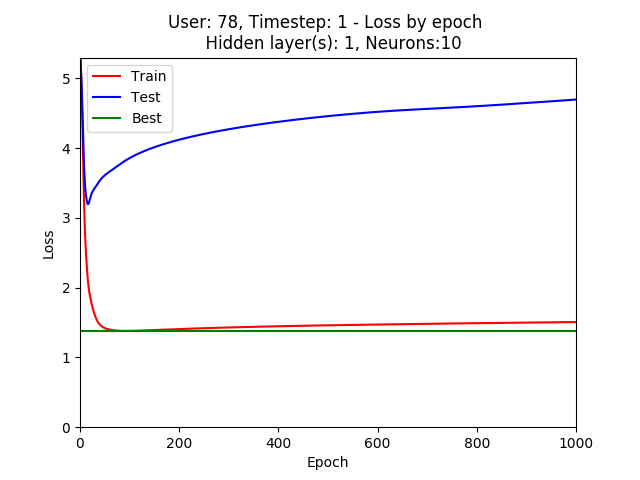 User: 78, Timestep: 1 - Loss by epoch
Hidden layer(s): 1, Neurons:10
Train
Test
Best
5
4
3
2
1
0
Loss
0 200 400 600 800 1000
Epoch